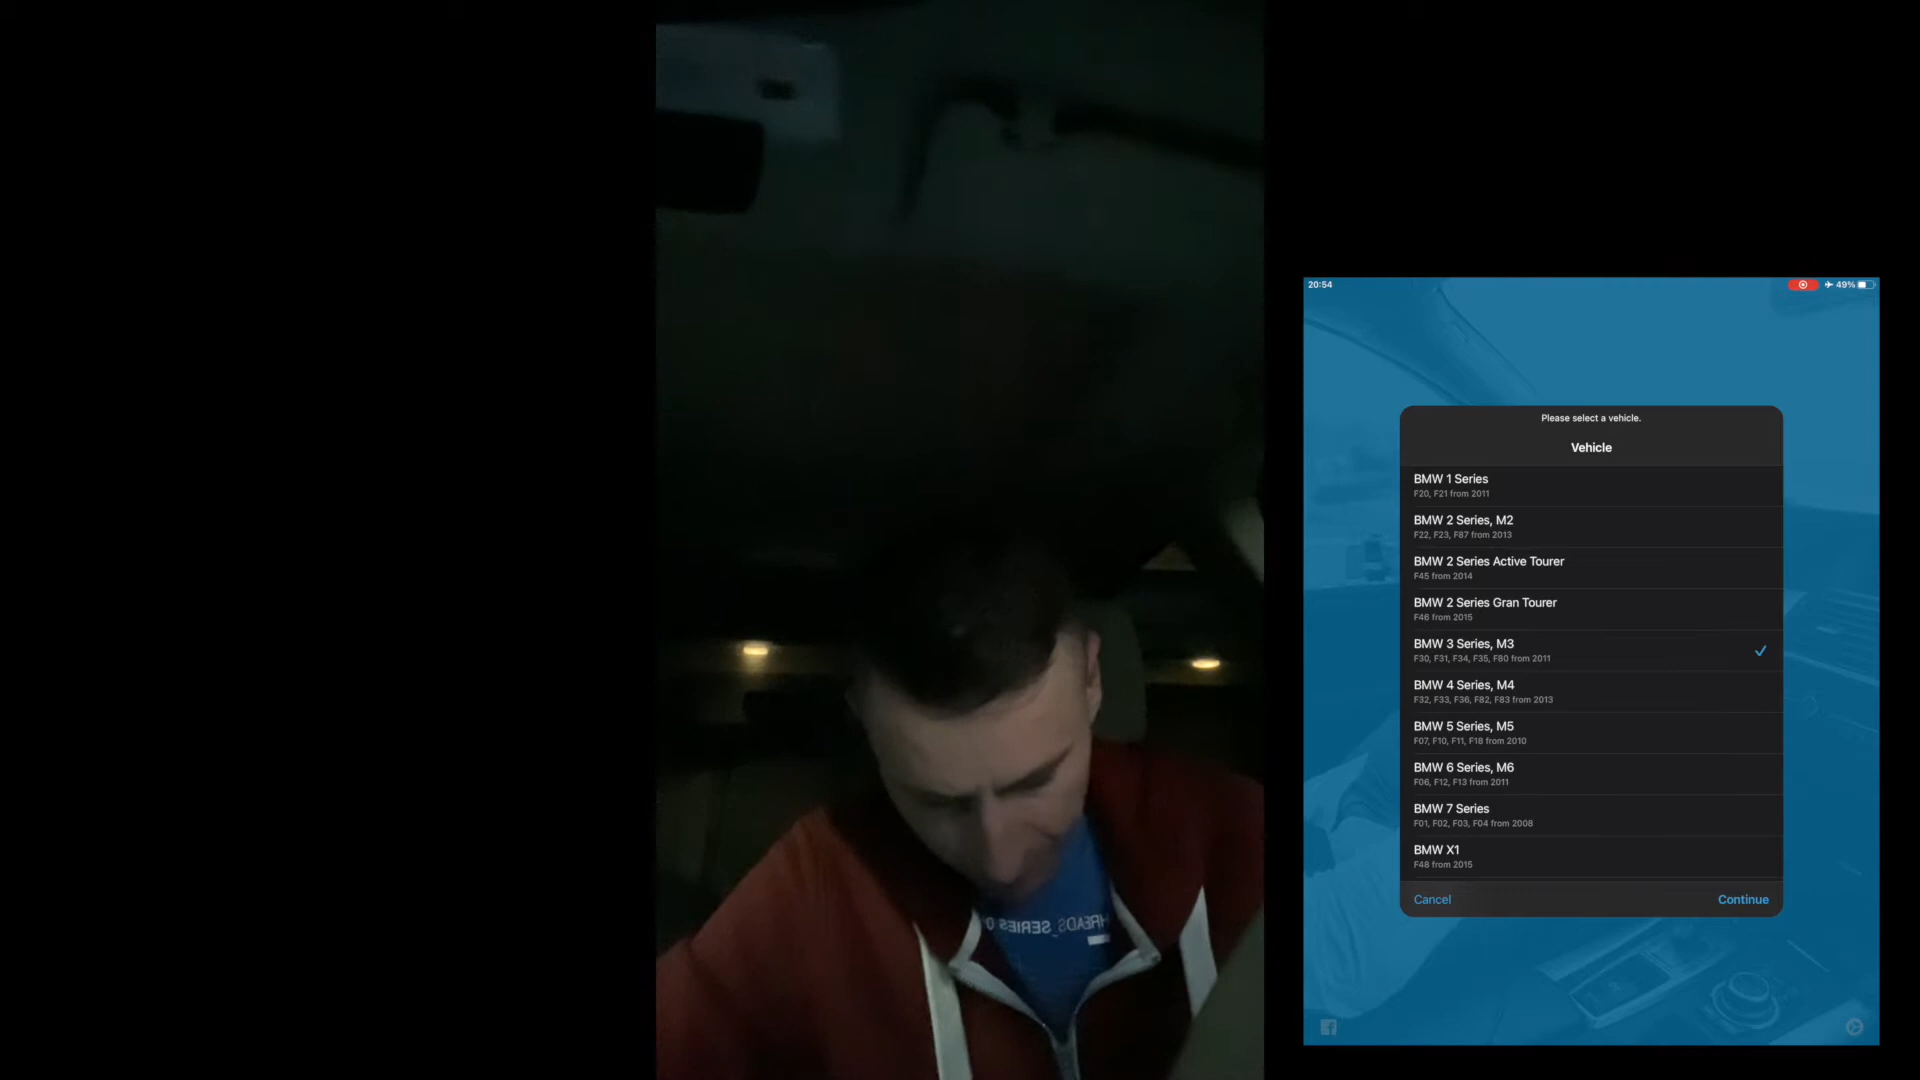 20:54
49%
Please select a vehicle.
Vehicle
BMW 1 Series
F20, F21 from 2011
BMW 2 Series, M2
F22, F23, F87 from 2013
BMW 2 Series Active Tourer
F45 from 2014
BMW 2 Series Gran Tourer
F46 from 2015
BMW 3 Series, M3
F30, F31, F34, F35, F80 from 2011
BMW 4 Series, M4
F32, F33, F36, F82, F83 from 2013
BMW 5 Series, M5
F07, F10, F11, F18 from 2010
BMW 6 Series, M6
F06, F12, F13 from 2011
BMW 7 Series
F01, F02, F03, F04 from 2008
BMW X1
F48 from 2015
Cancel
Continue
HREADS_SERIES 0